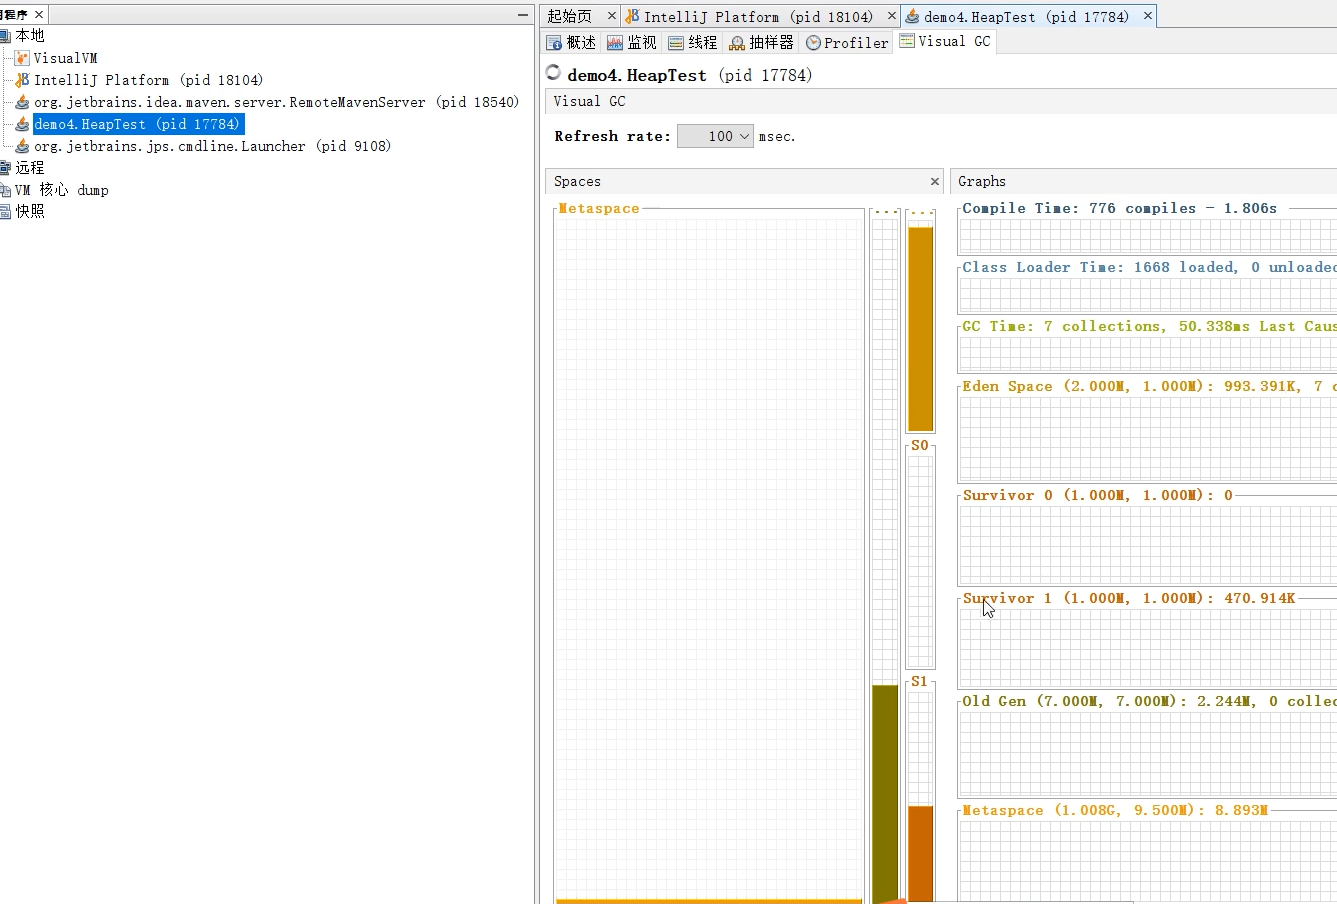 程序
本地
VisualVM
IntelliJ Platform (pid 18104)
org.jetbrains.idea.maven.server.RemoteMavenServer (pid 18540)
demo4.HeapTest (pid 17784)
org.jetbrains.jps.cmdline.Launcher (pid 9108)
远程
VM 核心 dump
快照
起始页
IntelliJ Platform (pid 18104)
demo4.HeapTest (pid 17784)
概述
监视
线程
抽样器
Profiler
Visual GC
demo4.HeapTest (pid 17784)
Visual GC
Refresh rate: 100 msec.
Spaces
Metaspace
...
...
S0
S1
Graphs
Compile Time: 776 compiles - 1.806s
Class Loader Time: 1668 loaded, 0 unloaded
GC Time: 7 collections, 50.338ms Last Caus
Eden Space (2.000M, 1.000M): 993.391K, 7 c
Survivor 0 (1.000M, 1.000M): 0
Survivor 1 (1.000M, 1.000M): 470.914K
Old Gen (7.000M, 7.000M): 2.244M, 0 collec
Metaspace (1.008G, 9.500M): 8.893M